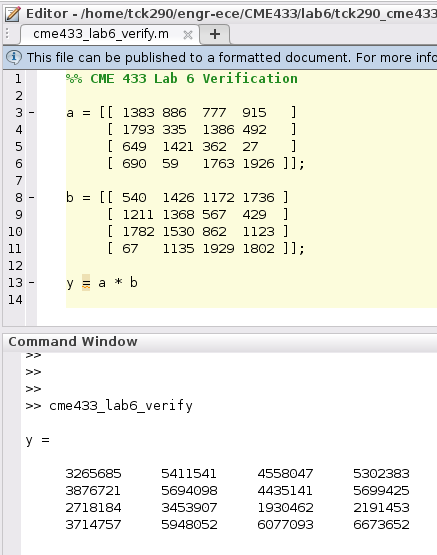 Editor - /home/tck290/engr-ece/CME433/lab6/tck290_cme433
cme433_lab6_verify.m × +
This file can be published to a formatted document. For more info
1 %% CME 433 Lab 6 Verification
2
3 - a = [[ 1383 886 777 915 ]
4 [ 1793 335 1386 492 ]
5 [ 649 1421 362 27 ]
6 [ 690 59 1763 1926 ]];
7
8 - b = [[ 540 1426 1172 1736 ]
9 [ 1211 1368 567 429 ]
10 [ 1782 1530 862 1123 ]
11 [ 67 1135 1929 1802 ]];
12
13 - y = a * b
14
Command Window
>>
>>
>>
>> cme433_lab6_verify
y =
3265685 5411541 4558047 5302383
3876721 5694098 4435141 5699425
2718184 3453907 1930462 2191453
3714757 5948052 6077093 6673652